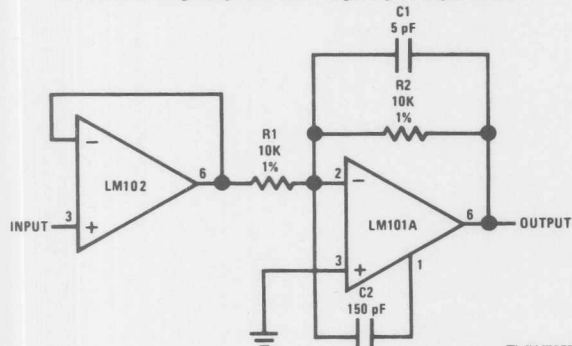 C1
5 pF
R2
10K
1%
R1
10K
1%
−
LM102
6
INPUT
3
+
2
−
LM101A
6
OUTPUT
3
+
1
C2
150 pF